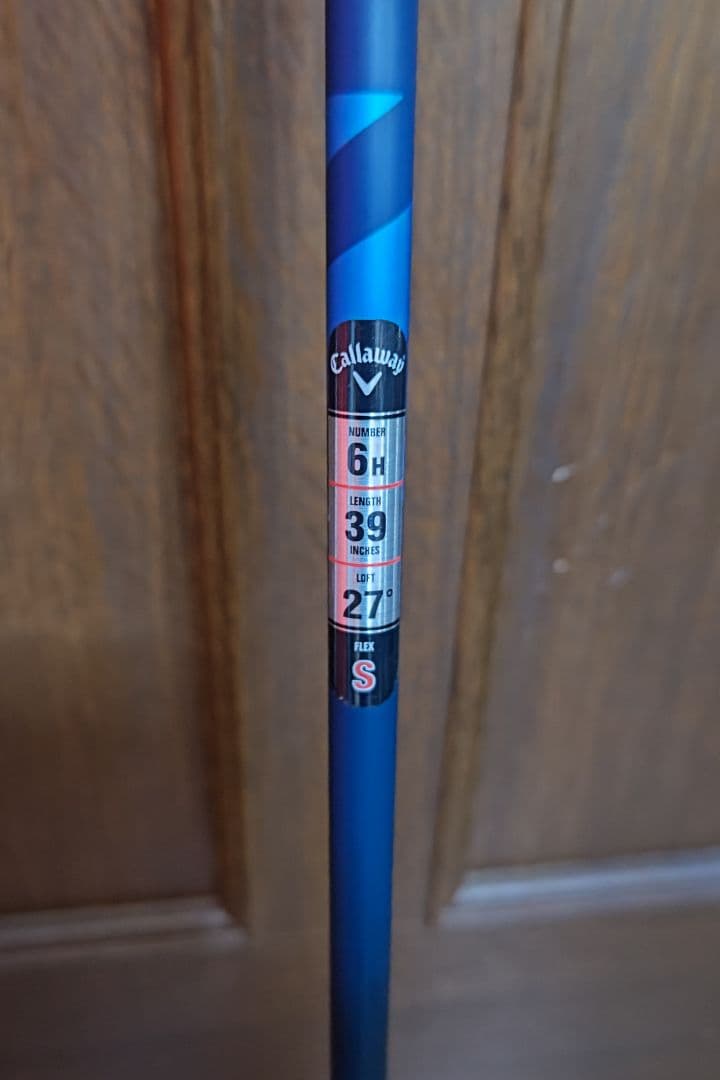 Callaway
NUMBER
6H
LENGTH
39
INCHES
LOFT
27°
FLEX
S